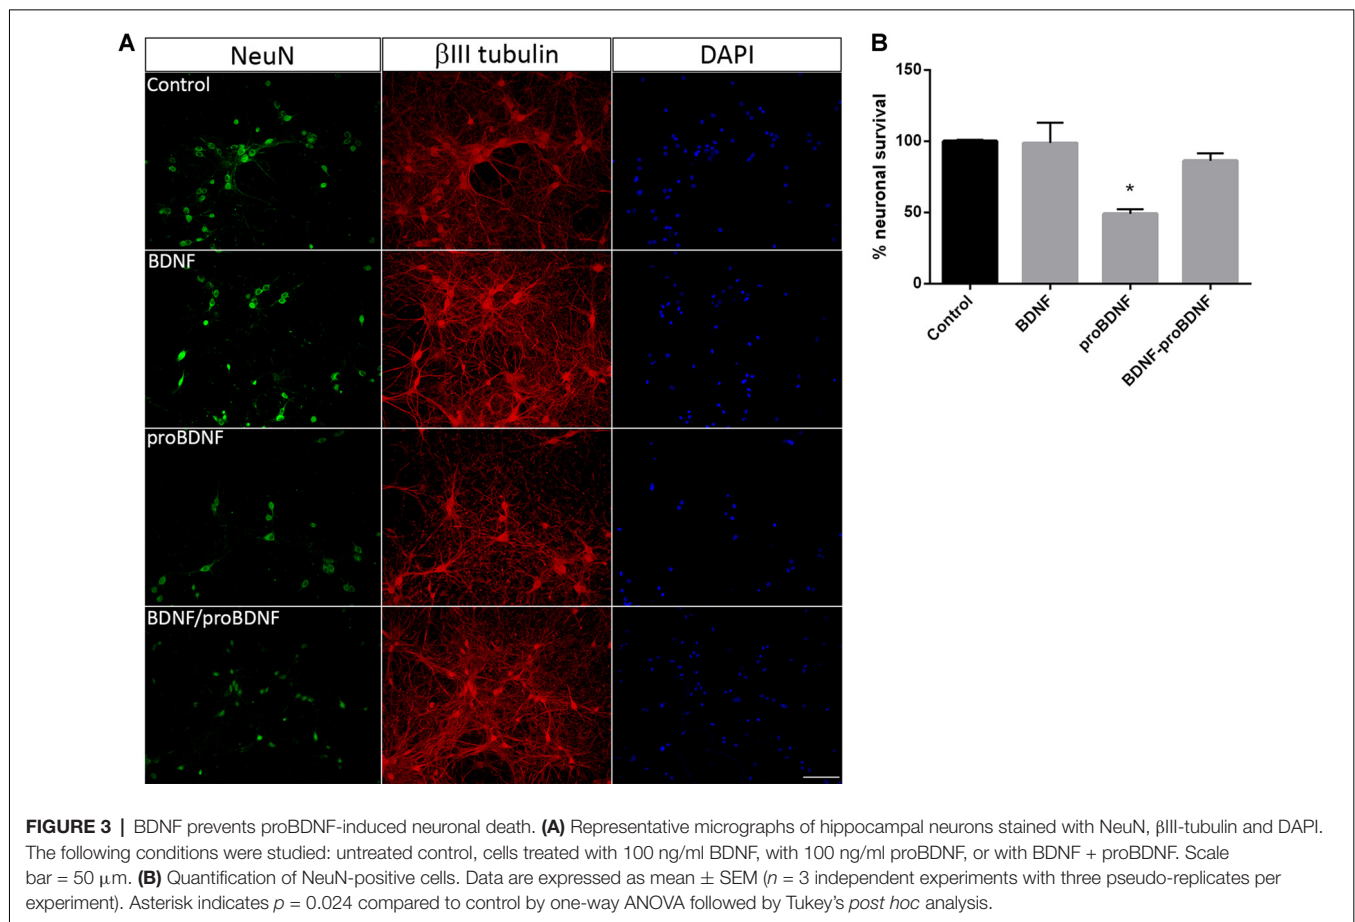 A
NeuN
βIII tubulin
DAPI
Control
BDNF
proBDNF
BDNF/proBDNF
B
% neuronal survival
150
100
50
0
*
Control
BDNF
proBDNF
BDNF-proBDNF
FIGURE 3 | BDNF prevents proBDNF-induced neuronal death. (A) Representative micrographs of hippocampal neurons stained with NeuN, βIII-tubulin and DAPI.
The following conditions were studied: untreated control, cells treated with 100 ng/ml BDNF, with 100 ng/ml proBDNF, or with BDNF + proBDNF. Scale
bar = 50 μm. (B) Quantification of NeuN-positive cells. Data are expressed as mean ± SEM (n = 3 independent experiments with three pseudo-replicates per
experiment). Asterisk indicates p = 0.024 compared to control by one-way ANOVA followed by Tukey's post hoc analysis.